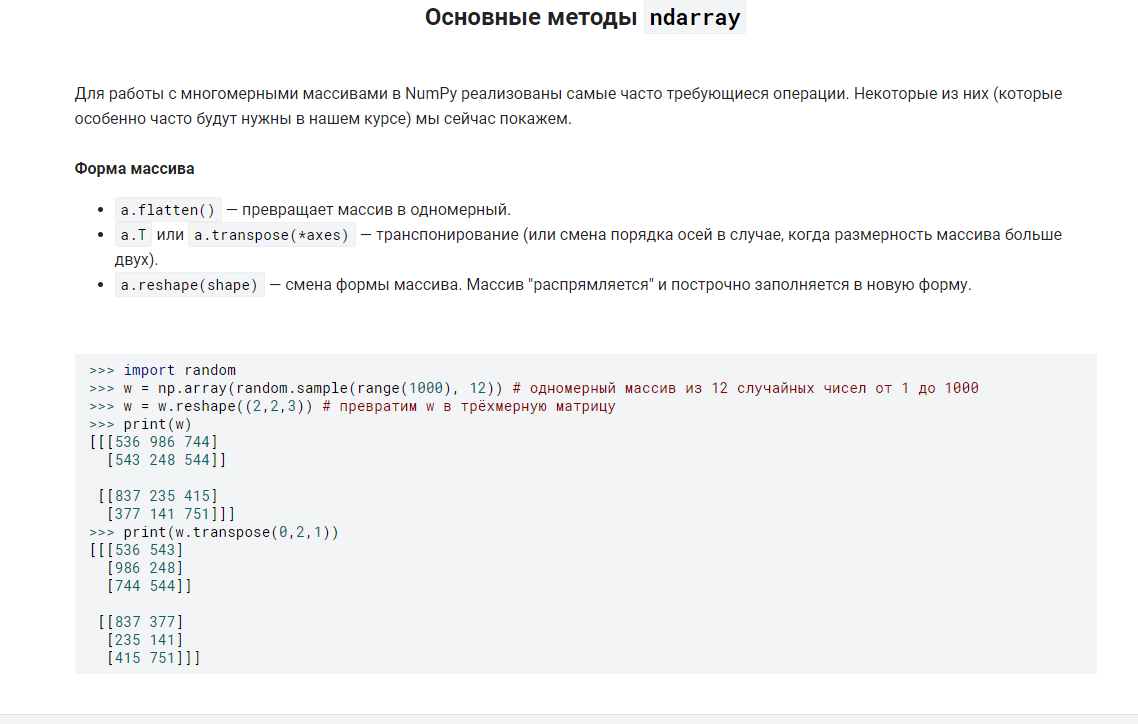 Основные методы ndarray
Для работы с многомерными массивами в NumPy реализованы самые часто требующиеся операции. Некоторые из них (которые
особенно часто будут нужны в нашем курсе) мы сейчас покажем.
Форма массива
• a.flatten() — превращает массив в одномерный.
• a.T или a.transpose(*axes) — транспонирование (или смена порядка осей в случае, когда размерность массива больше
двух).
• a.reshape(shape) — смена формы массива. Массив "распрямляется" и построчно заполняется в новую форму.
>>> import random
>>> w = np.array(random.sample(range(1000), 12)) # одномерный массив из 12 случайных чисел от 1 до 1000
>>> w = w.reshape((2,2,3)) # превратим w в трёхмерную матрицу
>>> print(w)
[[[536 986 744]
  [543 248 544]]
 [[837 235 415]
  [377 141 751]]]
>>> print(w.transpose(0,2,1))
[[[536 543]
  [986 248]
  [744 544]]
 [[837 377]
  [235 141]
  [415 751]]]